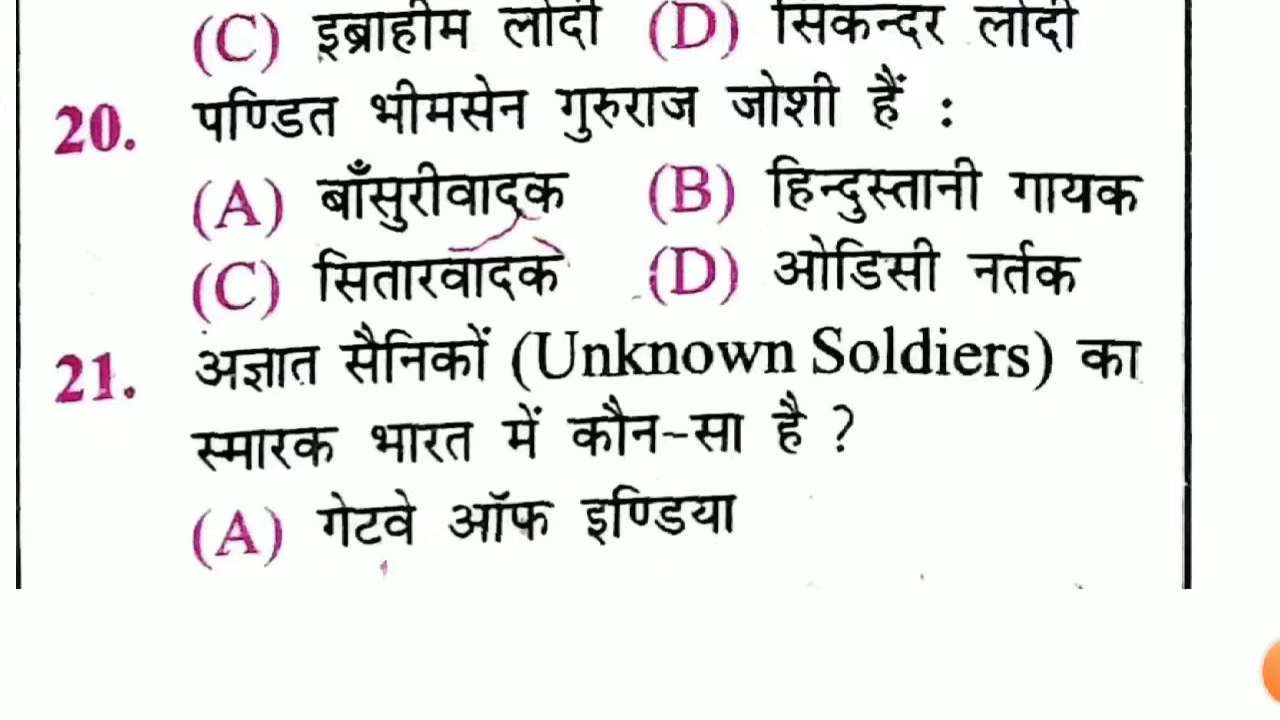 (C) इब्राहीम लोदी (D) सिकन्दर लोदी
20. पण्डित भीमसेन गुरुराज जोशी हैं :
(A) बाँसुरीवादक (B) हिन्दुस्तानी गायक
(C) सितारवादक (D) ओडिसी नर्तक
21. अज्ञात सैनिकों (Unknown Soldiers) का
स्मारक भारत में कौन-सा है ?
(A) गेटवे ऑफ इण्डिया